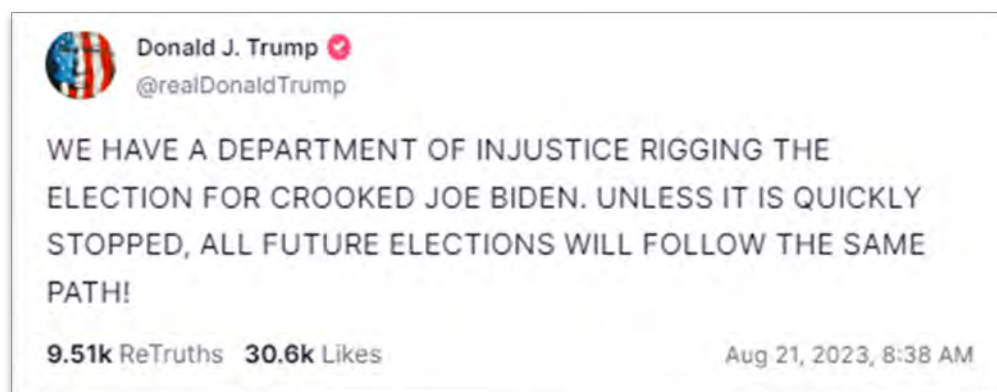 Donald J. Trump
@realDonaldTrump
WE HAVE A DEPARTMENT OF INJUSTICE RIGGING THE
ELECTION FOR CROOKED JOE BIDEN. UNLESS IT IS QUICKLY
STOPPED, ALL FUTURE ELECTIONS WILL FOLLOW THE SAME
PATH!
9.51k ReTruths 30.6k Likes Aug 21, 2023, 8:38 AM